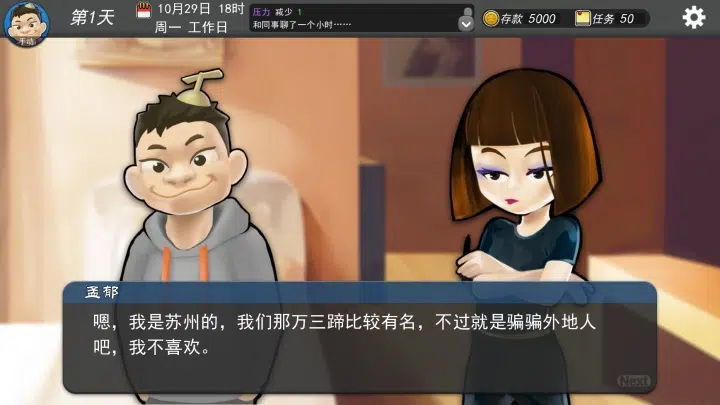 第1天
10月29日 18时
周一 工作日
压力 减少 1
和同事聊了一个小时……
存款 5000
任务 50
手动
孟郁
嗯，我是苏州的，我们那万三蹄比较有名，不过就是骗骗外地人
吧，我不喜欢。
Next